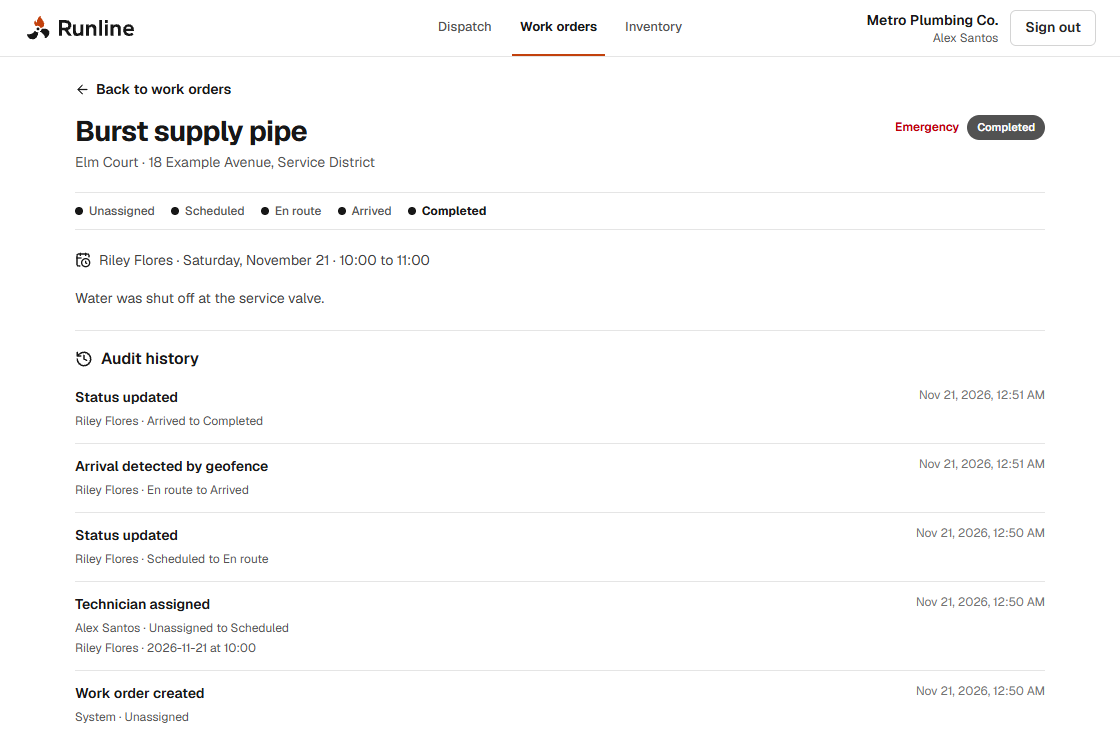 Runline
Dispatch
Work orders
Inventory
Metro Plumbing Co.
Alex Santos
Sign out
Back to work orders
Burst supply pipe
Emergency
Completed
Elm Court · 18 Example Avenue, Service District
Unassigned
Scheduled
En route
Arrived
Completed
Riley Flores · Saturday, November 21 · 10:00 to 11:00
Water was shut off at the service valve.
Audit history
Status updated
Nov 21, 2026, 12:51 AM
Riley Flores · Arrived to Completed
Arrival detected by geofence
Nov 21, 2026, 12:51 AM
Riley Flores · En route to Arrived
Status updated
Nov 21, 2026, 12:50 AM
Riley Flores · Scheduled to En route
Technician assigned
Nov 21, 2026, 12:50 AM
Alex Santos · Unassigned to Scheduled
Riley Flores · 2026-11-21 at 10:00
Work order created
Nov 21, 2026, 12:50 AM
System · Unassigned